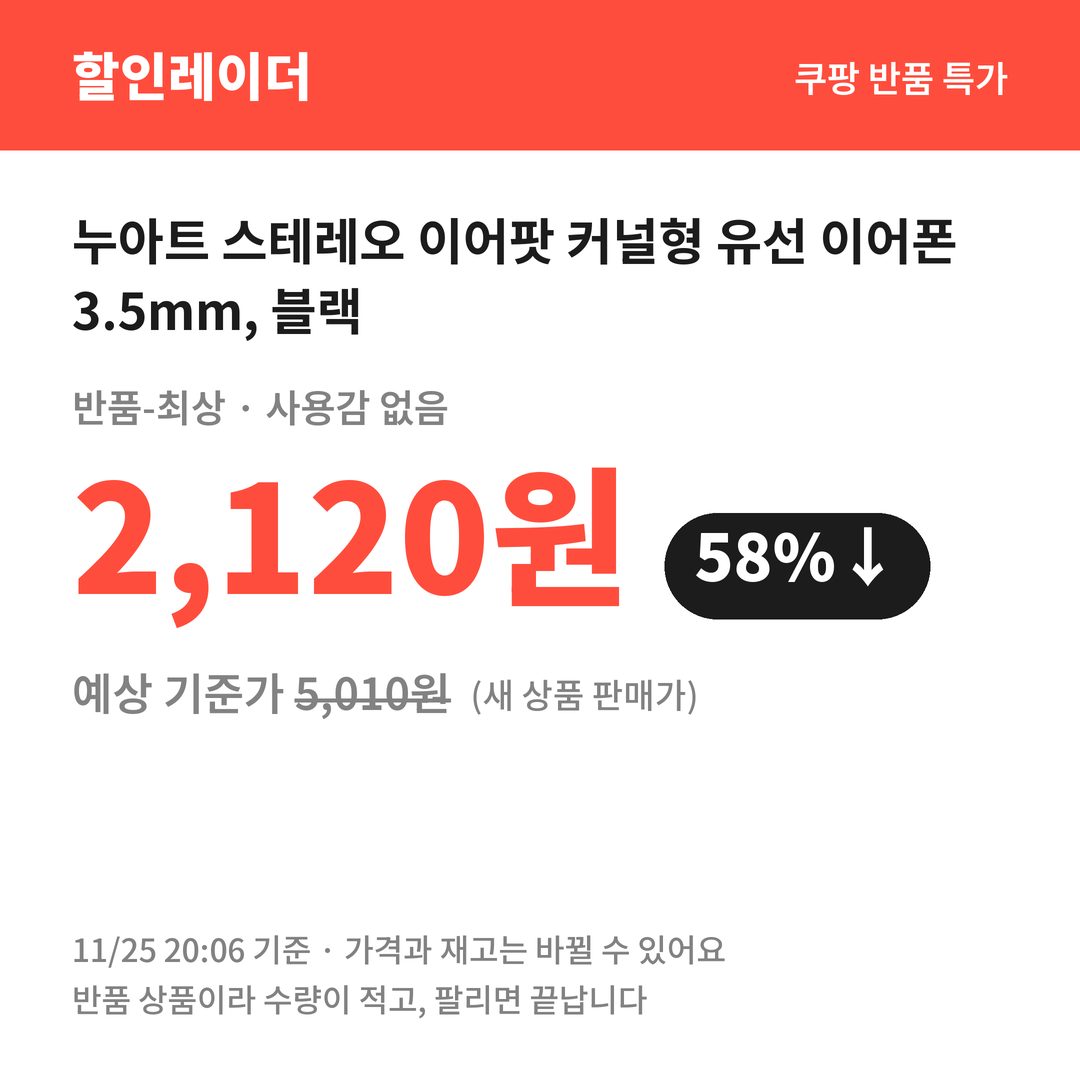 할인레이더
쿠팡 반품 특가
누아트 스테레오 이어팟 커널형 유선 이어폰
3.5mm, 블랙
반품-최상 · 사용감 없음
2,120원
58%↓
예상 기준가 5,010원 (새 상품 판매가)
11/25 20:06 기준 · 가격과 재고는 바뀔 수 있어요
반품 상품이라 수량이 적고, 팔리면 끝납니다